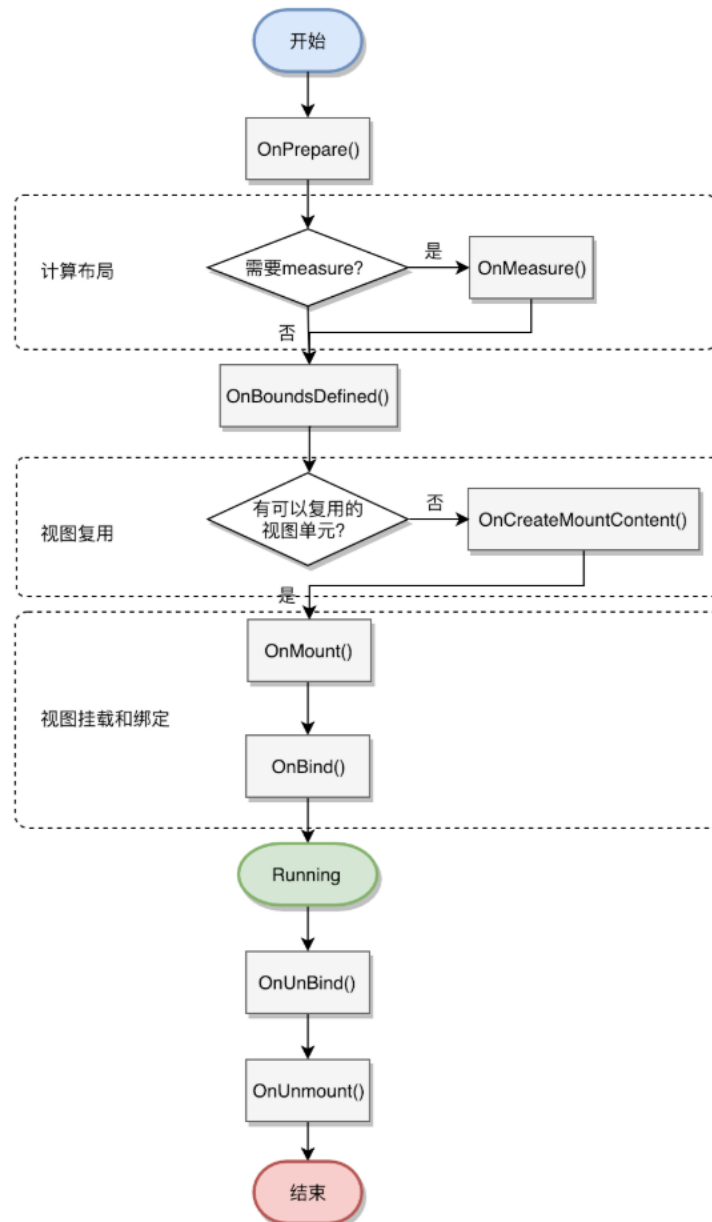 开始
OnPrepare()
计算布局
需要measure?
是
OnMeasure()
否
OnBoundsDefined()
视图复用
有可以复用的
视图单元?
否
OnCreateMountContent()
是
OnMount()
视图挂载和绑定
OnBind()
Running
OnUnBind()
OnUnmount()
结束